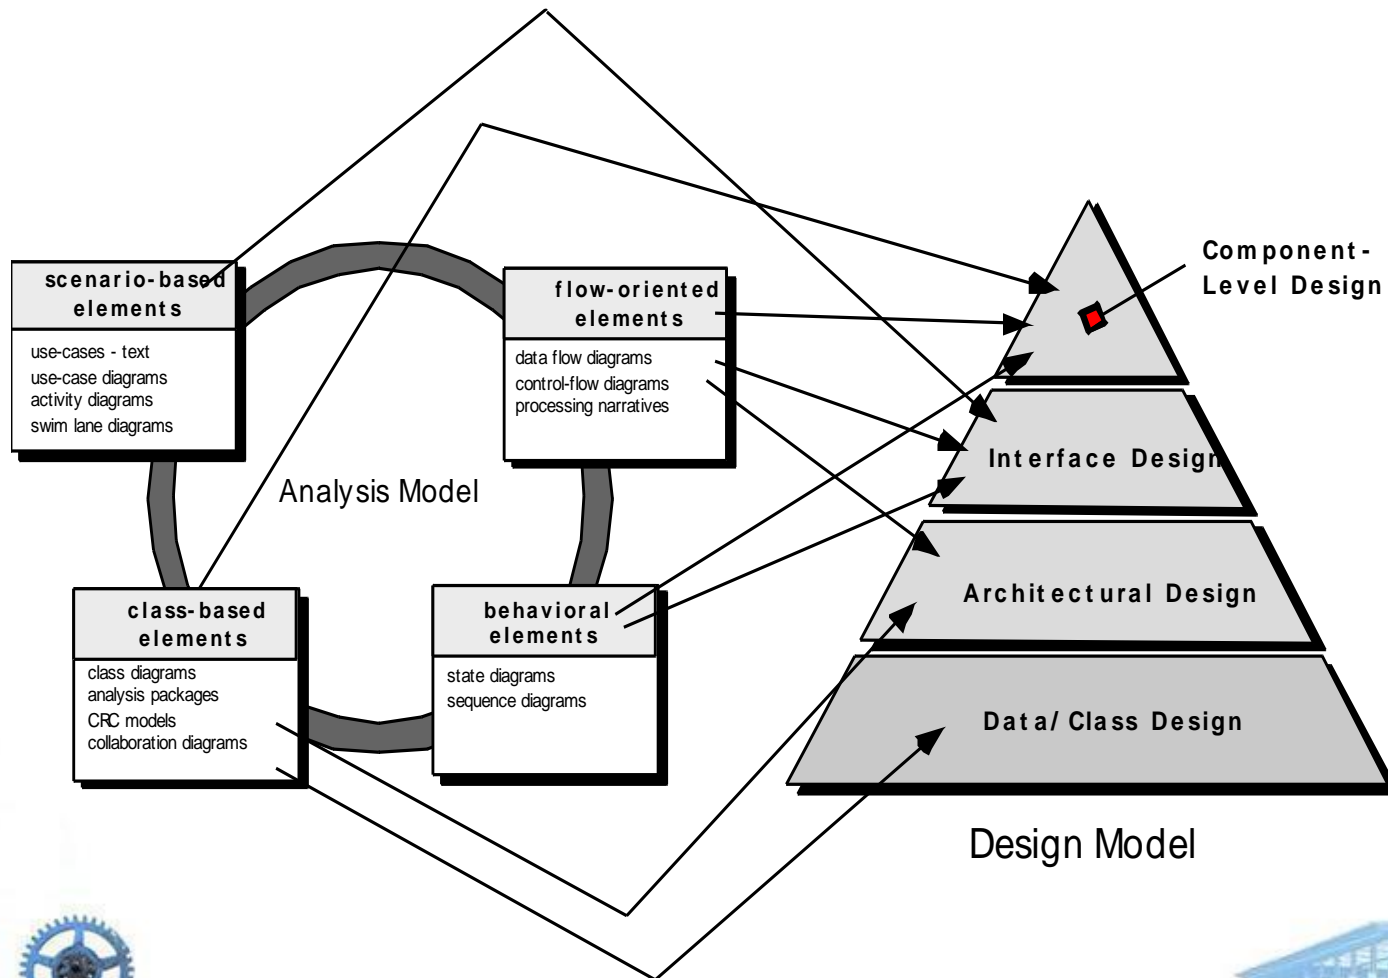 scenario-based
elements
use-cases - text
use-case diagrams
activity diagrams
swim lane diagrams
flow-oriented
elements
data flow diagrams
control-flow diagrams
processing narratives
Analysis Model
class-based
elements
class diagrams
analysis packages
CRC models
collaboration diagrams
behavioral
elements
state diagrams
sequence diagrams
Component-
Level Design
Interface Design
Architectural Design
Data/Class Design
Design Model